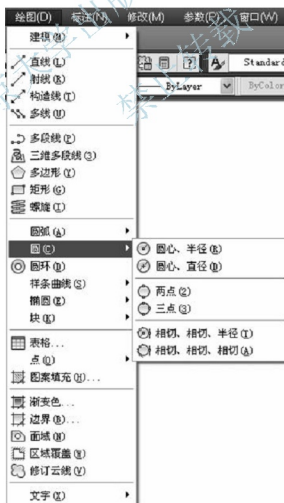 绘图(D) 标注(N) 修改(M) 参数(P) 窗口(W)
建模(M)
直线(L)
射线(R)
构造线(T)
多线(U)
Standard
ByLayer ByColor
多段线(P)
三维多段线(3)
多边形(Y)
矩形(G)
螺旋(I)
圆弧(A)
圆(C)
圆环(D)
样条曲线(S)
椭圆(E)
块(K)
圆心、半径(R)
圆心、直径(D)
两点(2)
三点(3)
相切、相切、半径(T)
相切、相切、相切(A)
表格...
点(O)
图案填充(H)...
渐变色...
边界(B)...
面域(N)
区域覆盖(W)
修订云线(V)
文字(X)
禁止转载